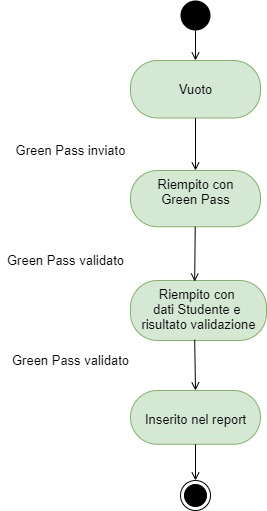 Vuoto
Green Pass inviato
Riempito con
Green Pass
Green Pass validato
Riempito con
dati Studente e
risultato validazione
Green Pass validato
Inserito nel report